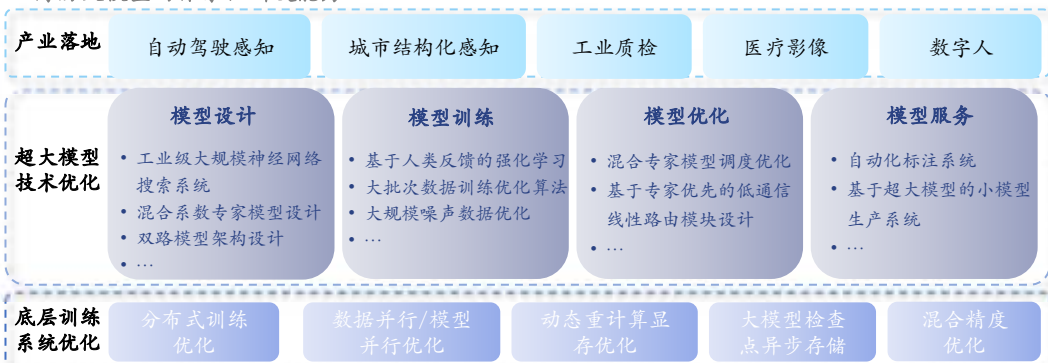 产业落地
自动驾驶感知
城市结构化感知
工业质检
医疗影像
数字人
超大模型
技术优化
模型设计
• 工业级大规模神经网络
搜索系统
• 混合系数专家模型设计
• 双路模型架构设计
• …
模型训练
• 基于人类反馈的强化学习
• 大批次数据训练优化算法
• 大规模噪声数据优化
• …
模型优化
• 混合专家模型调度优化
• 基于专家优先的低通信
线性路由模块设计
• …
模型服务
• 自动化标注系统
• 基于超大模型的小模型
生产系统
• …
底层训练
系统优化
分布式训练
优化
数据并行/模型
并行优化
动态重计算显
存优化
大模型检查
点异步存储
混合精度
优化